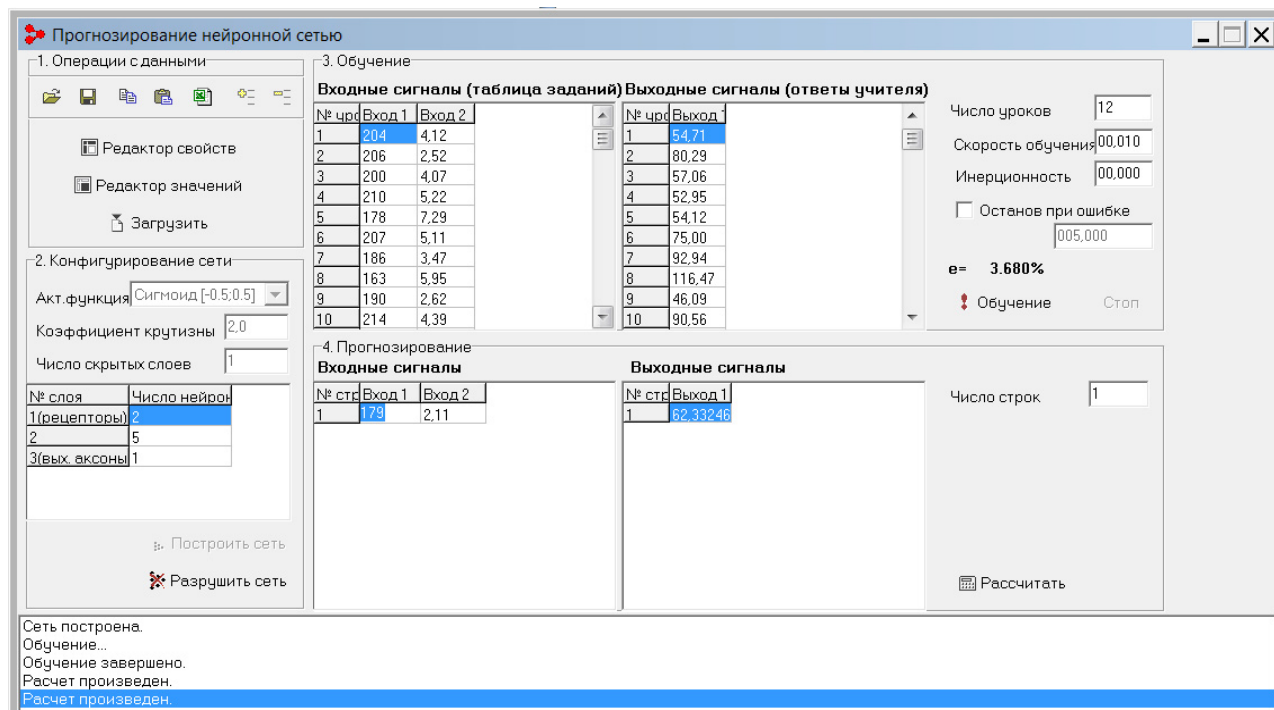 Прогнозирование нейронной сетью
1. Операции с данными
Редактор свойств
Редактор значений
Загрузить
2. Конфигурирование сети
Акт.функция Сигмоид [-0.5;0.5]
Коэффициент крутизны 2,0
Число скрытых слоев 1
№ слоя Число нейрон
1(рецепторы) 2
2 5
3(вых. аксоны 1
Построить сеть
Разрушить сеть
3. Обучение
Входные сигналы (таблица заданий)
№ уро Вход 1 Вход 2
1 204 4,12
2 206 2,52
3 200 4,07
4 210 5,22
5 178 7,29
6 207 5,11
7 186 3,47
8 163 5,95
9 190 2,62
10 214 4,39
Выходные сигналы (ответы учителя)
№ уро Выход 1
1 54,71
2 80,29
3 57,06
4 52,95
5 54,12
6 75,00
7 92,94
8 116,47
9 46,09
10 90,56
Число уроков 12
Скорость обучения 00,010
Инерционность 00,000
Останов при ошибке
005,000
e= 3.680%
Обучение Стоп
4. Прогнозирование
Входные сигналы
№ стр Вход 1 Вход 2
1 179 2,11
Выходные сигналы
№ стр Выход 1
1 62,33246
Число строк 1
Рассчитать
Сеть построена.
Обучение...
Обучение завершено.
Расчет произведен.
Расчет произведен.